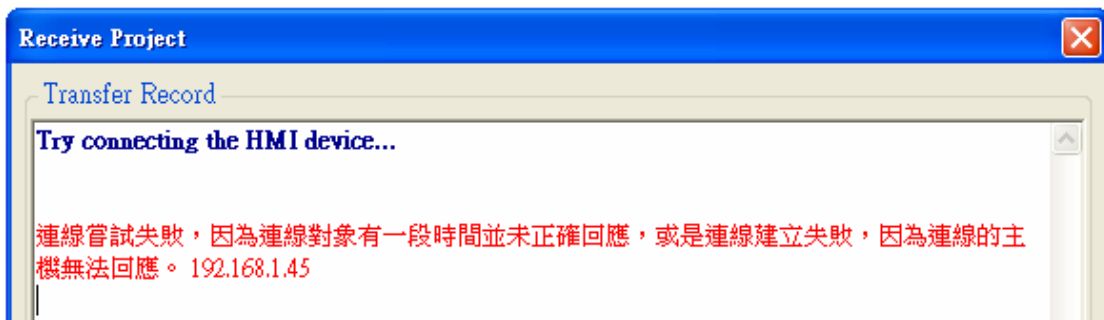 Receive Project
Transfer Record
Try connecting the HMI device...
連線嘗試失敗,因為連線對象有一段時間並未正確回應,或是連線建立失敗,因為連線的主
機無法回應。 192.168.1.45